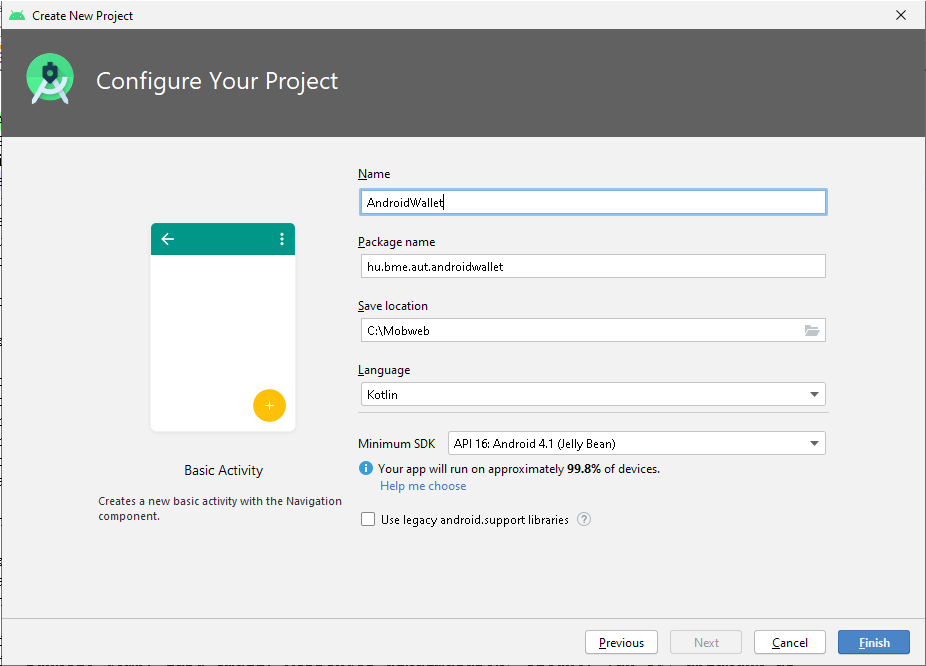 Create New Project
Configure Your Project
Name
AndroidWallet
Package name
hu.bme.aut.androidwallet
Save location
C:\Mobweb
Language
Kotlin
Minimum SDK API 16: Android 4.1 (Jelly Bean)
Your app will run on approximately 99.8% of devices.
Help me choose
Use legacy android.support libraries ?
Basic Activity
Creates a new basic activity with the Navigation
component.
Previous Next Cancel Finish